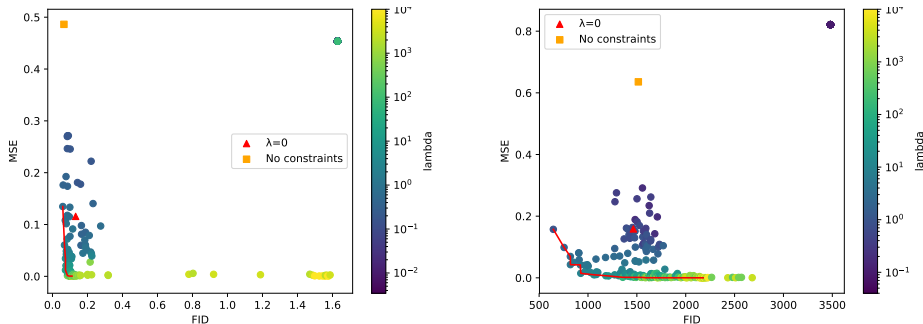 0.5
0.4
0.3
0.2
0.1
0.0
MSE
0.0 0.2 0.4 0.6 0.8 1.0 1.2 1.4 1.6
FID
λ=0
No constraints
10⁴
10³
10²
10¹
10⁰
10⁻¹
10⁻²
lambda
0.8
0.6
0.4
0.2
0.0
MSE
500 1000 1500 2000 2500 3000 3500
FID
λ=0
No constraints
10⁴
10³
10²
10¹
10⁰
10⁻¹
lambda